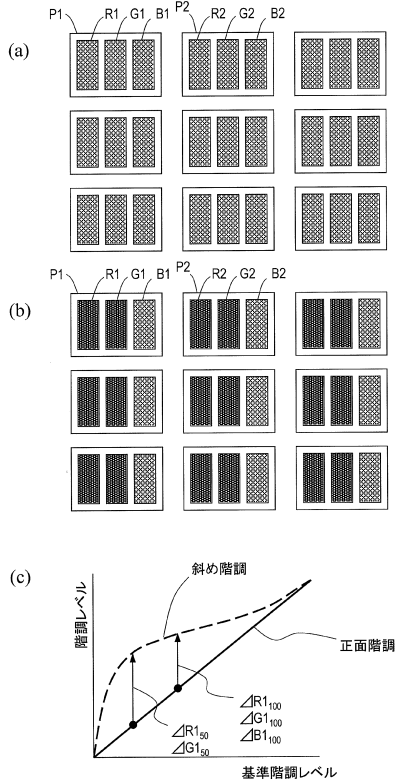 (a)
P1 R1 G1 B1 P2 R2 G2 B2
(b)
P1 R1 G1 B1 P2 R2 G2 B2
(c)
階調レベル
斜め階調
正面階調
⊿R1₅₀
⊿G1₅₀
⊿R1₁₀₀
⊿G1₁₀₀
⊿B1₁₀₀
基準階調レベル